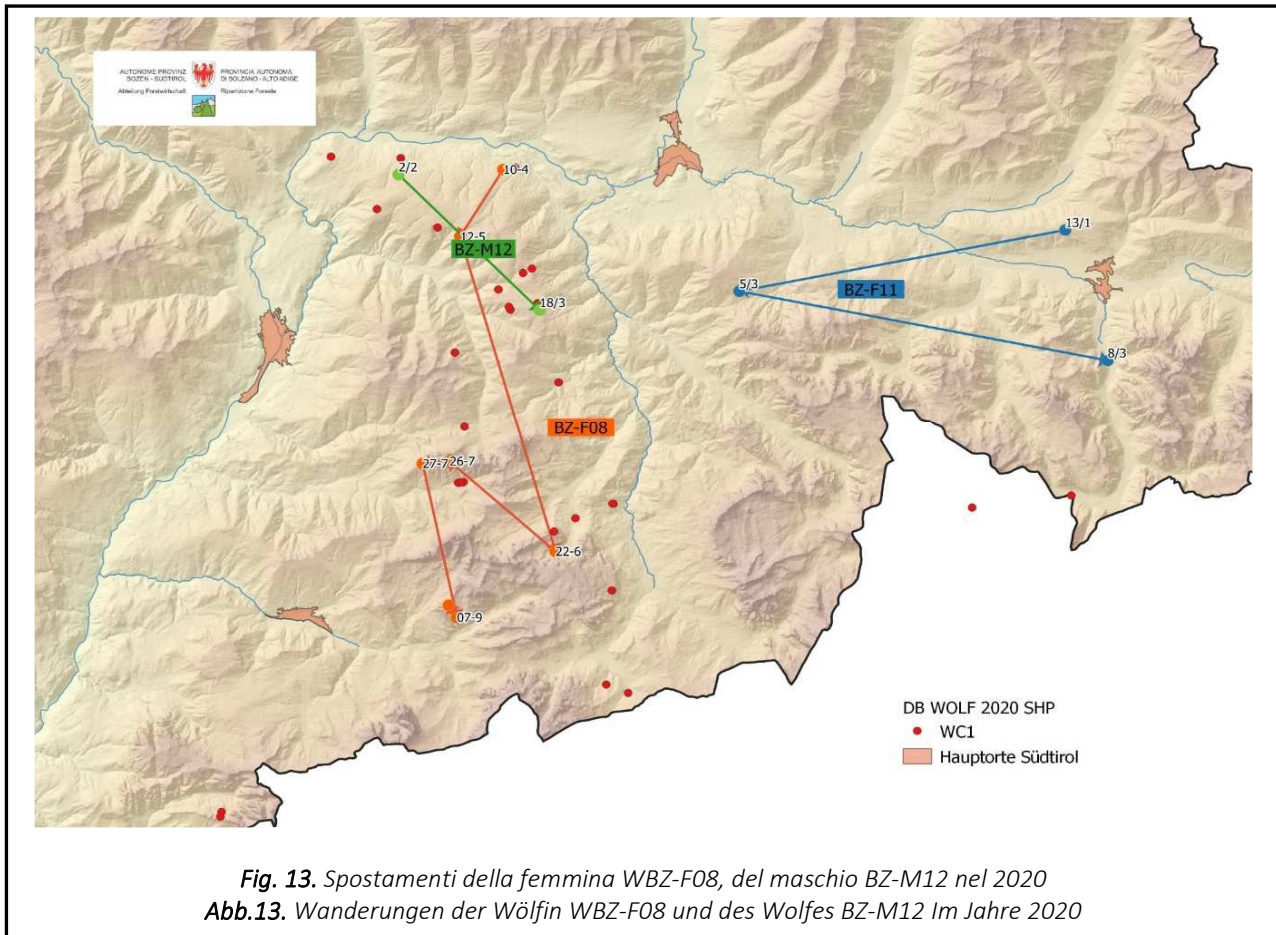 AUTONOME PROVINZ
BOZEN - SÜDTIROL
Abteilung Forstwirtschaft
PROVINCIA AUTONOMA
DI BOLZANO - ALTO ADIGE
Ripartizione Foreste
2/2
10-4
12-5
BZ-M12
18/3
13/1
5/3
BZ-F11
8/3
BZ-F08
27-7
26-7
22-6
07-9
DB WOLF 2020 SHP
WC1
Hauptorte Südtirol
Fig. 13. Spostamenti della femmina WBZ-F08, del maschio BZ-M12 nel 2020
Abb.13. Wanderungen der Wölfin WBZ-F08 und des Wolfes BZ-M12 Im Jahre 2020